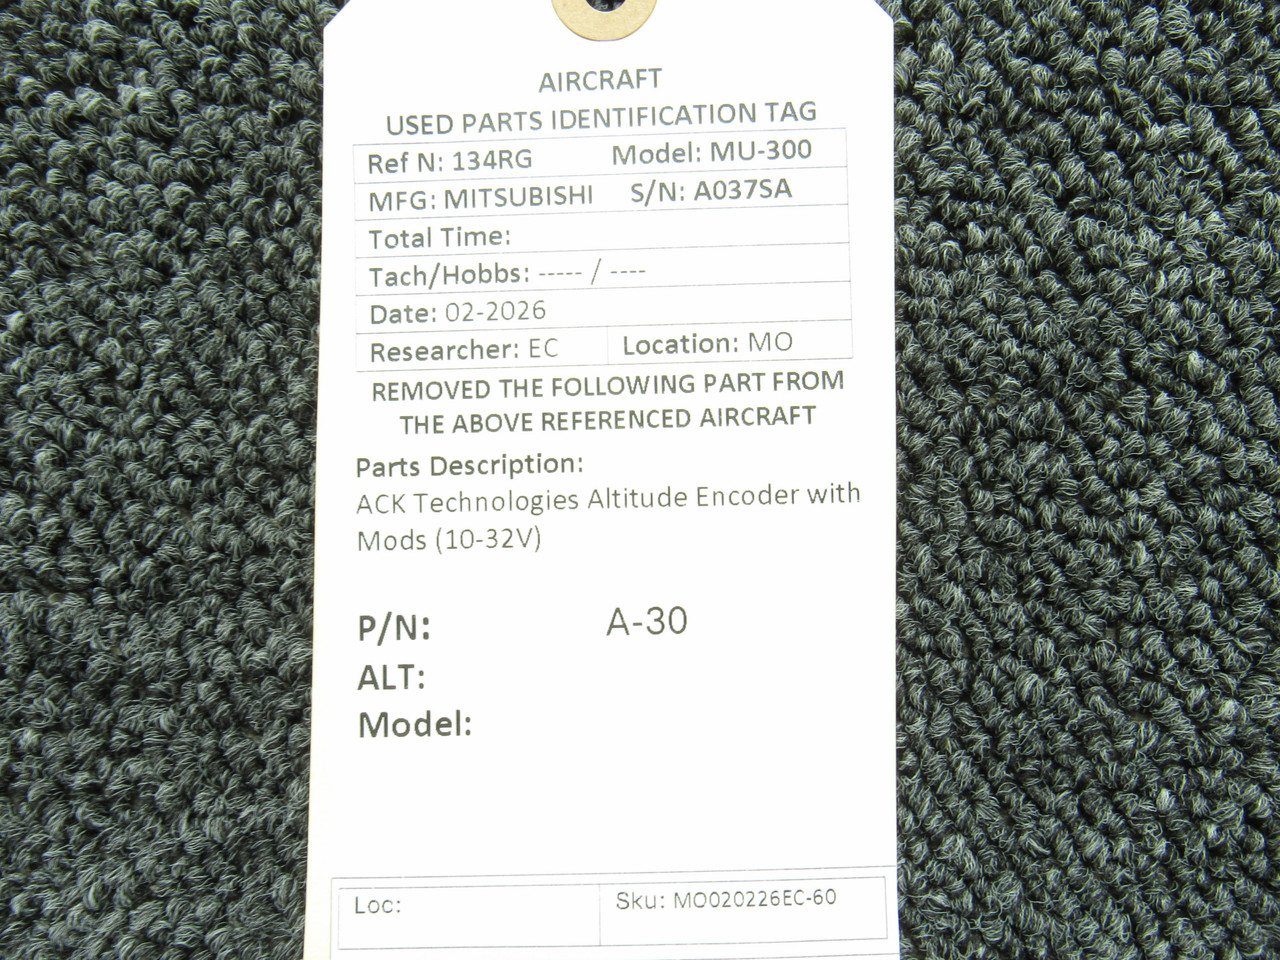 AIRCRAFT
USED PARTS IDENTIFICATION TAG
Ref N: 134RG Model: MU-300
MFG: MITSUBISHI S/N: A037SA
Total Time:
Tach/Hobbs: ----- / ----
Date: 02-2026
Researcher: EC Location: MO
REMOVED THE FOLLOWING PART FROM
THE ABOVE REFERENCED AIRCRAFT
Parts Description:
ACK Technologies Altitude Encoder with
Mods (10-32V)
P/N: A-30
ALT:
Model:
Loc: Sku: MO020226EC-60